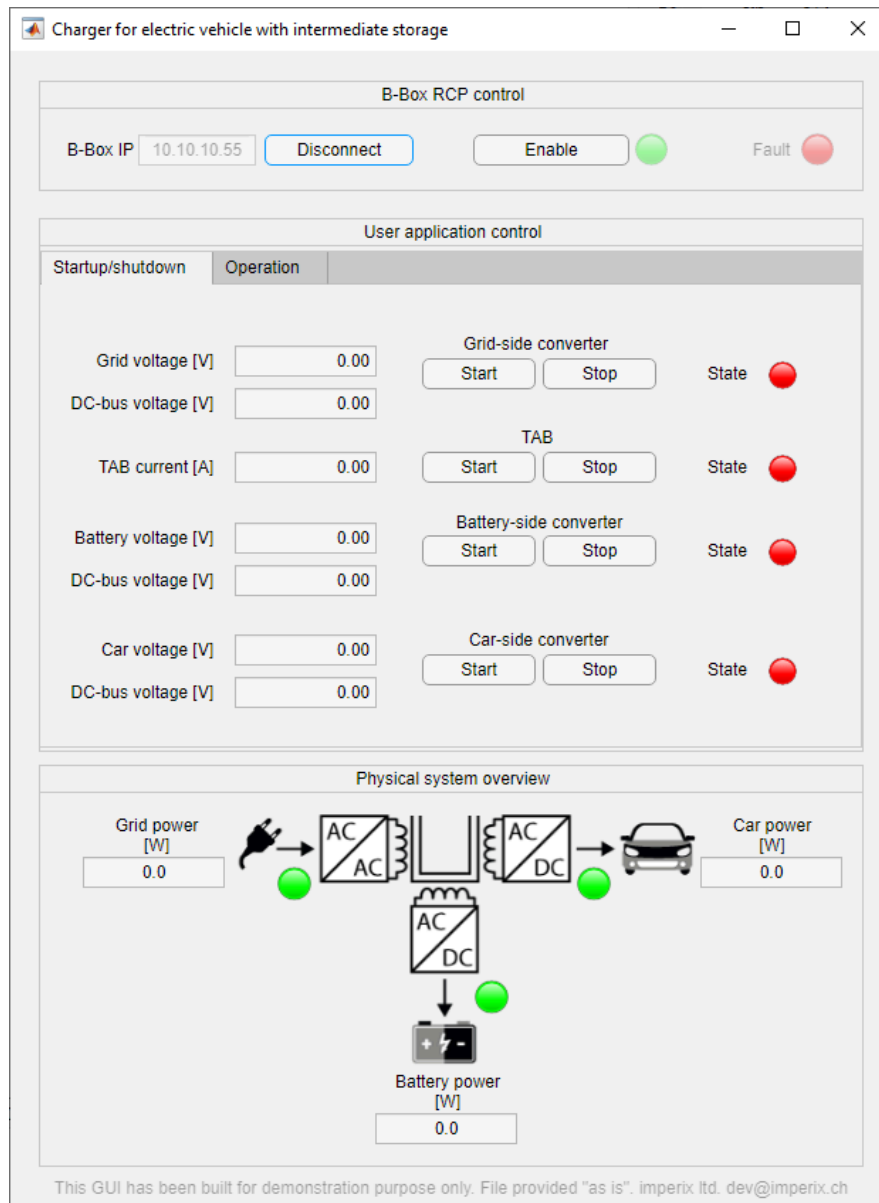 Charger for electric vehicle with intermediate storage
B-Box RCP control
B-Box IP 10.10.10.55 Disconnect Enable Fault
User application control
Startup/shutdown Operation
Grid-side converter
Grid voltage [V] 0.00 Start Stop State
DC-bus voltage [V] 0.00
TAB
TAB current [A] 0.00 Start Stop State
Battery-side converter
Battery voltage [V] 0.00 Start Stop State
DC-bus voltage [V] 0.00
Car-side converter
Car voltage [V] 0.00 Start Stop State
DC-bus voltage [V] 0.00
Physical system overview
Grid power
[W]
0.0
AC
AC
AC
DC
Car power
[W]
0.0
AC
DC
+ -
Battery power
[W]
0.0
This GUI has been built for demonstration purpose only. File provided "as is". imperix ltd. dev@imperix.ch